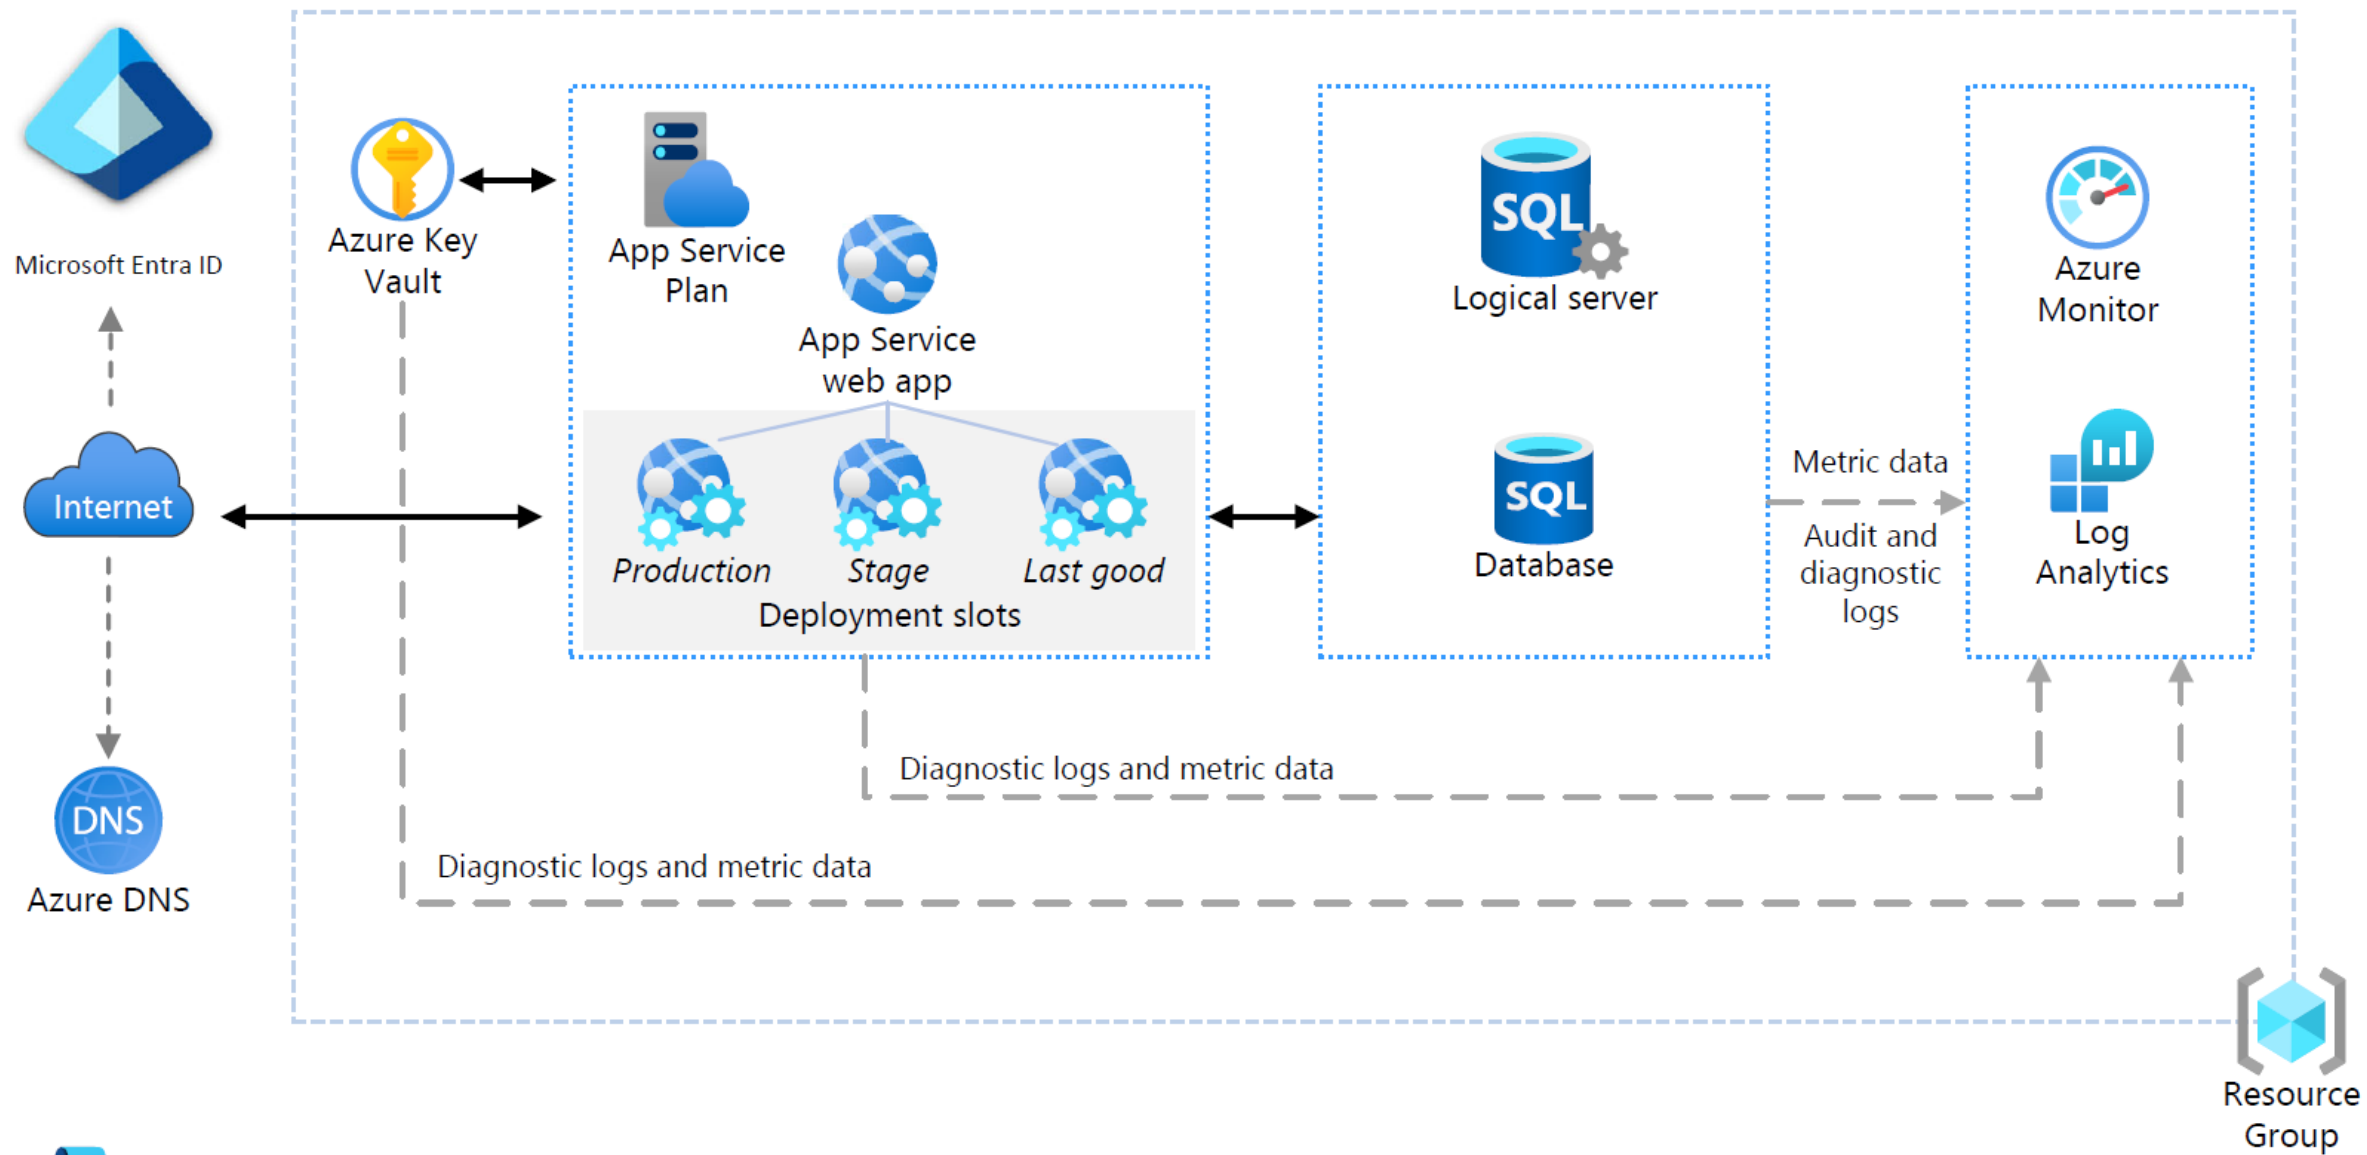 Microsoft Entra ID
Internet
DNS
Azure DNS
Azure Key
Vault
App Service
Plan
App Service
web app
Production
Stage
Last good
Deployment slots
SQL
Logical server
SQL
Database
Metric data
Audit and
diagnostic
logs
Azure
Monitor
Log
Analytics
Diagnostic logs and metric data
Diagnostic logs and metric data
Resource
Group